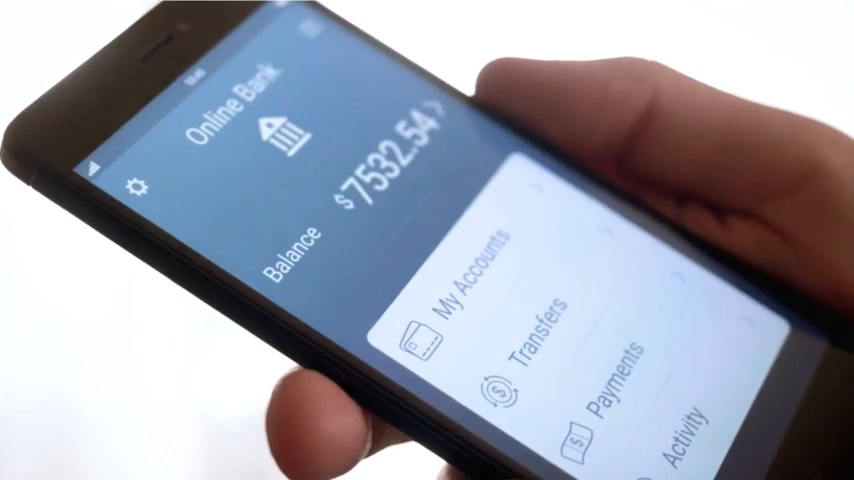 Online Bank
Balance
$7532.54
My Accounts
Transfers
Payments
Activity